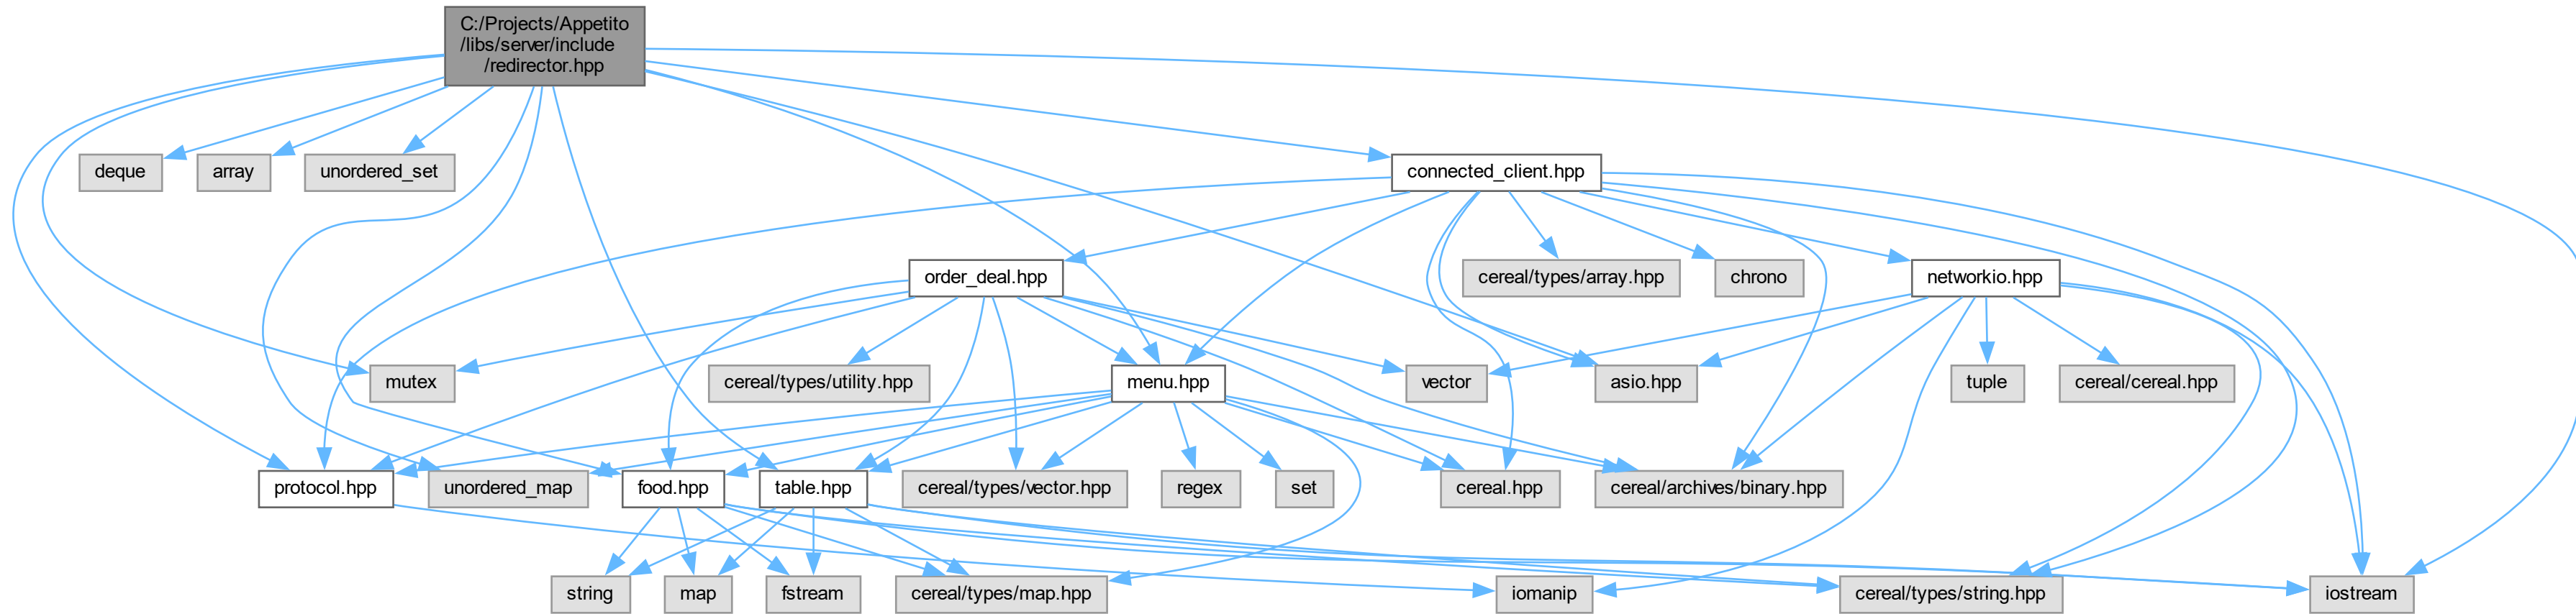 C:/Projects/Appetito
/libs/server/include
/redirector.hpp
deque
array
unordered_set
connected_client.hpp
order_deal.hpp
cereal/types/array.hpp
chrono
networkio.hpp
mutex
cereal/types/utility.hpp
menu.hpp
vector
asio.hpp
tuple
cereal/cereal.hpp
protocol.hpp
unordered_map
food.hpp
table.hpp
cereal/types/vector.hpp
regex
set
cereal.hpp
cereal/archives/binary.hpp
string
map
fstream
cereal/types/map.hpp
iomanip
cereal/types/string.hpp
iostream